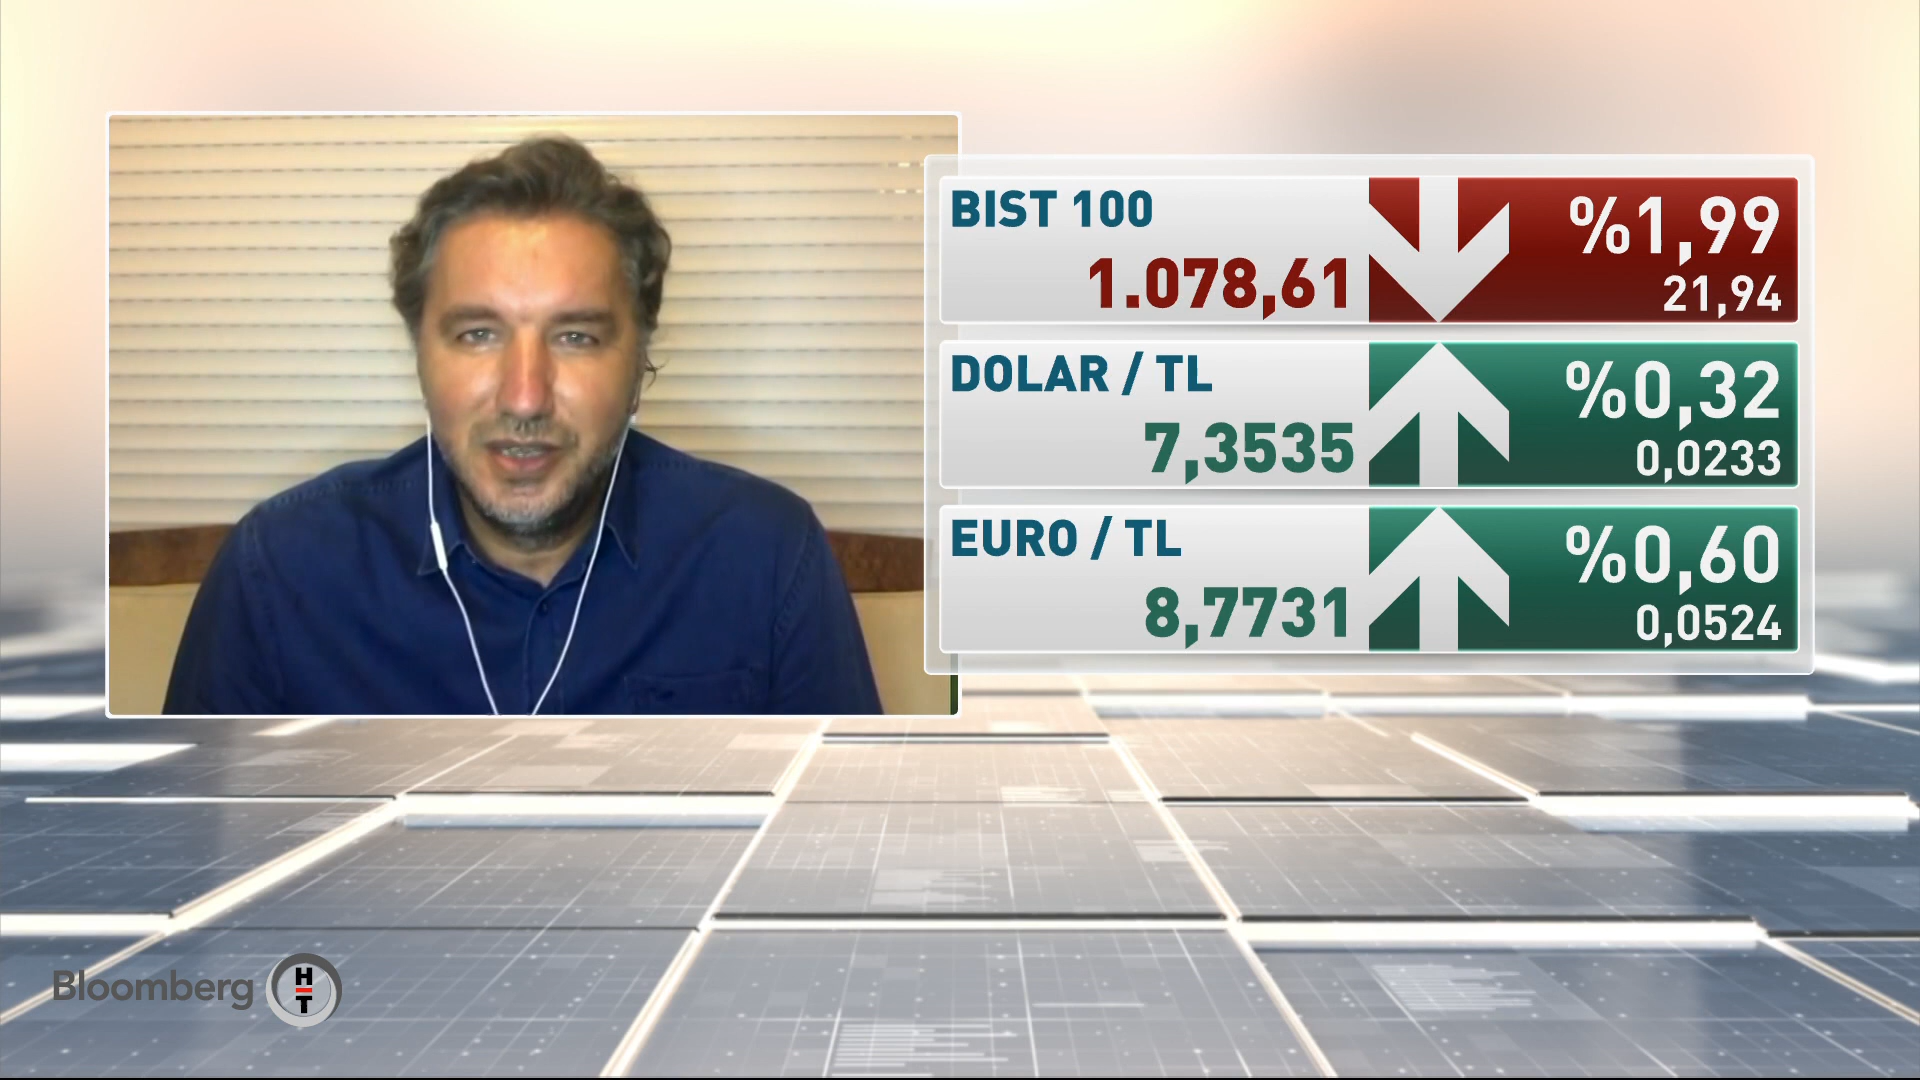 BIST 100
1.078,61
%1,99
21,94
DOLAR / TL
7,3535
%0,32
0,0233
EURO / TL
8,7731
%0,60
0,0524
Bloomberg HT